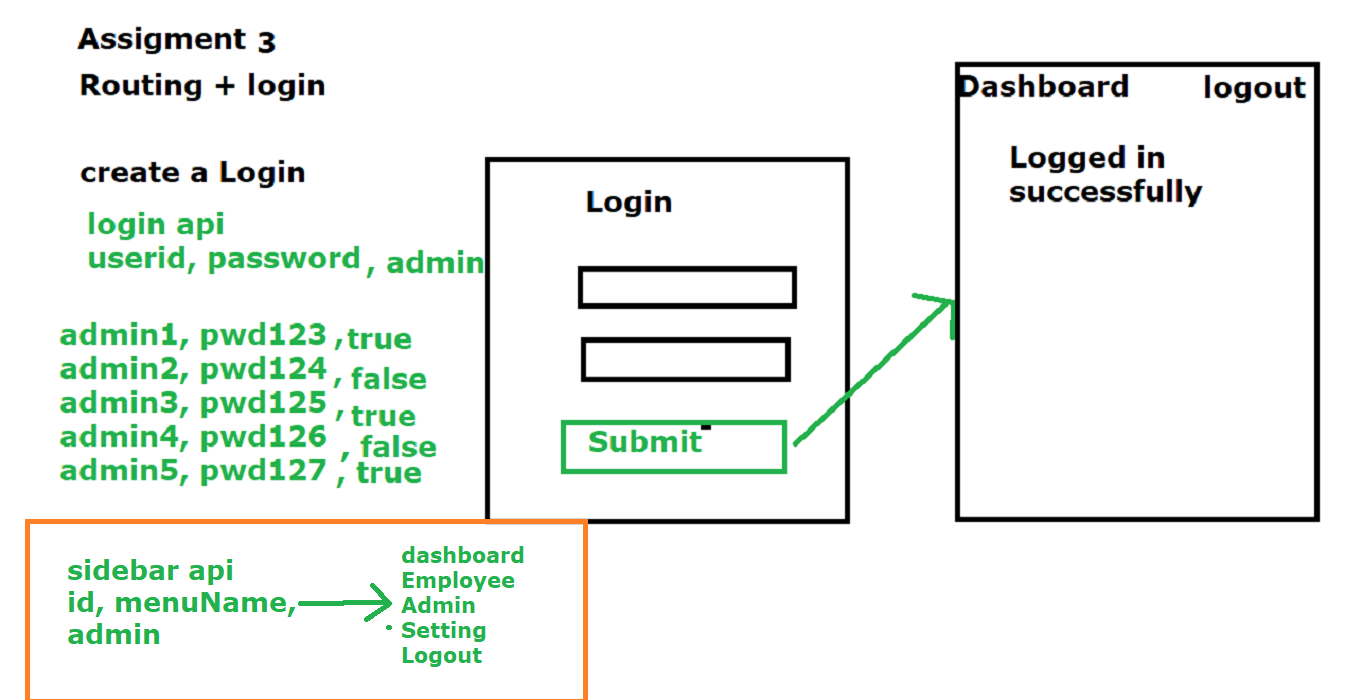 Assigment 3
Routing + login
create a Login
login api
userid, password, admin
admin1, pwd123, true
admin2, pwd124, false
admin3, pwd125, true
admin4, pwd126, false
admin5, pwd127, true
Login
Submit
Dashboard logout
Logged in
successfully
sidebar api
id, menuName,
admin
dashboard
Employee
Admin
Setting
Logout